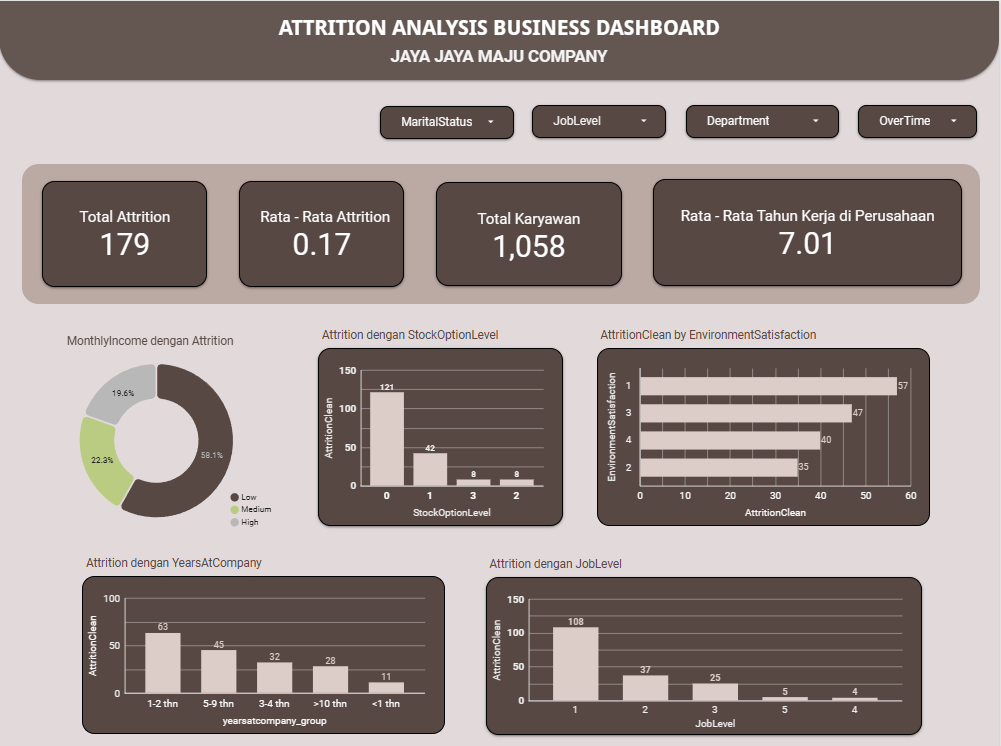 ATTRITION ANALYSIS BUSINESS DASHBOARD
JAYA JAYA MAJU COMPANY
MaritalStatus
JobLevel
Department
OverTime
Total Attrition
179
Rata - Rata Attrition
0.17
Total Karyawan
1,058
Rata - Rata Tahun Kerja di Perusahaan
7.01
MonthlyIncome dengan Attrition
19.6%
22.3%
58.1%
Low
Medium
High
Attrition dengan StockOptionLevel
AttritionClean
150
100
50
0
121
42
8
8
0
1
3
2
StockOptionLevel
AttritionClean by EnvironmentSatisfaction
EnvironmentSatisfaction
1
57
3
47
4
40
2
35
0
10
20
30
40
50
60
AttritionClean
Attrition dengan YearsAtCompany
AttritionClean
100
50
0
63
45
32
28
11
1-2 thn
5-9 thn
3-4 thn
>10 thn
<1 thn
yearsatcompany_group
Attrition dengan JobLevel
AttritionClean
150
100
50
0
108
37
25
5
4
1
2
3
5
4
JobLevel